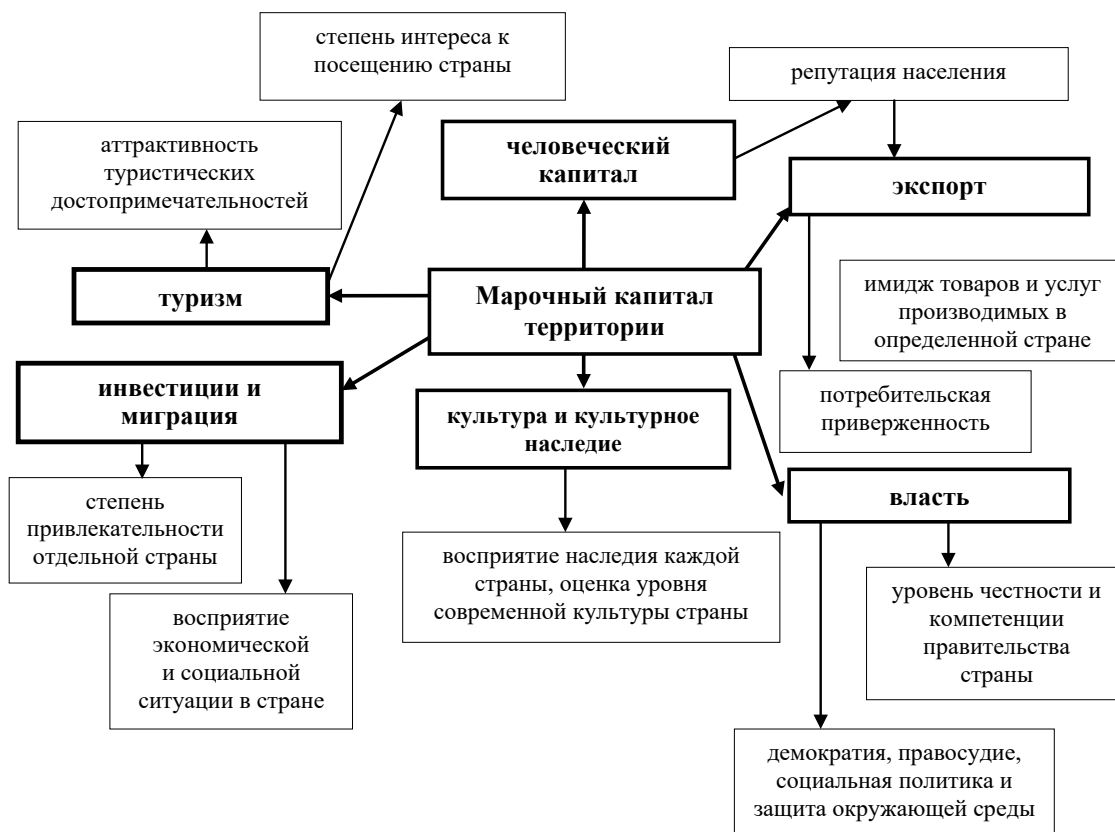 степень интереса к
посещению страны
репутация населения
аттрактивность
туристических
достопримечательностей
человеческий
капитал
экспорт
туризм
Марочный капитал
территории
имидж товаров и услуг
производимых в
определенной стране
инвестиции и
миграция
культура и культурное
наследие
потребительская
приверженность
степень
привлекательности
отдельной страны
власть
восприятие наследия каждой
страны, оценка уровня
современной культуры страны
уровень честности и
компетенции
правительства
страны
восприятие
экономической
и социальной
ситуации в стране
демократия, правосудие,
социальная политика и
защита окружающей среды